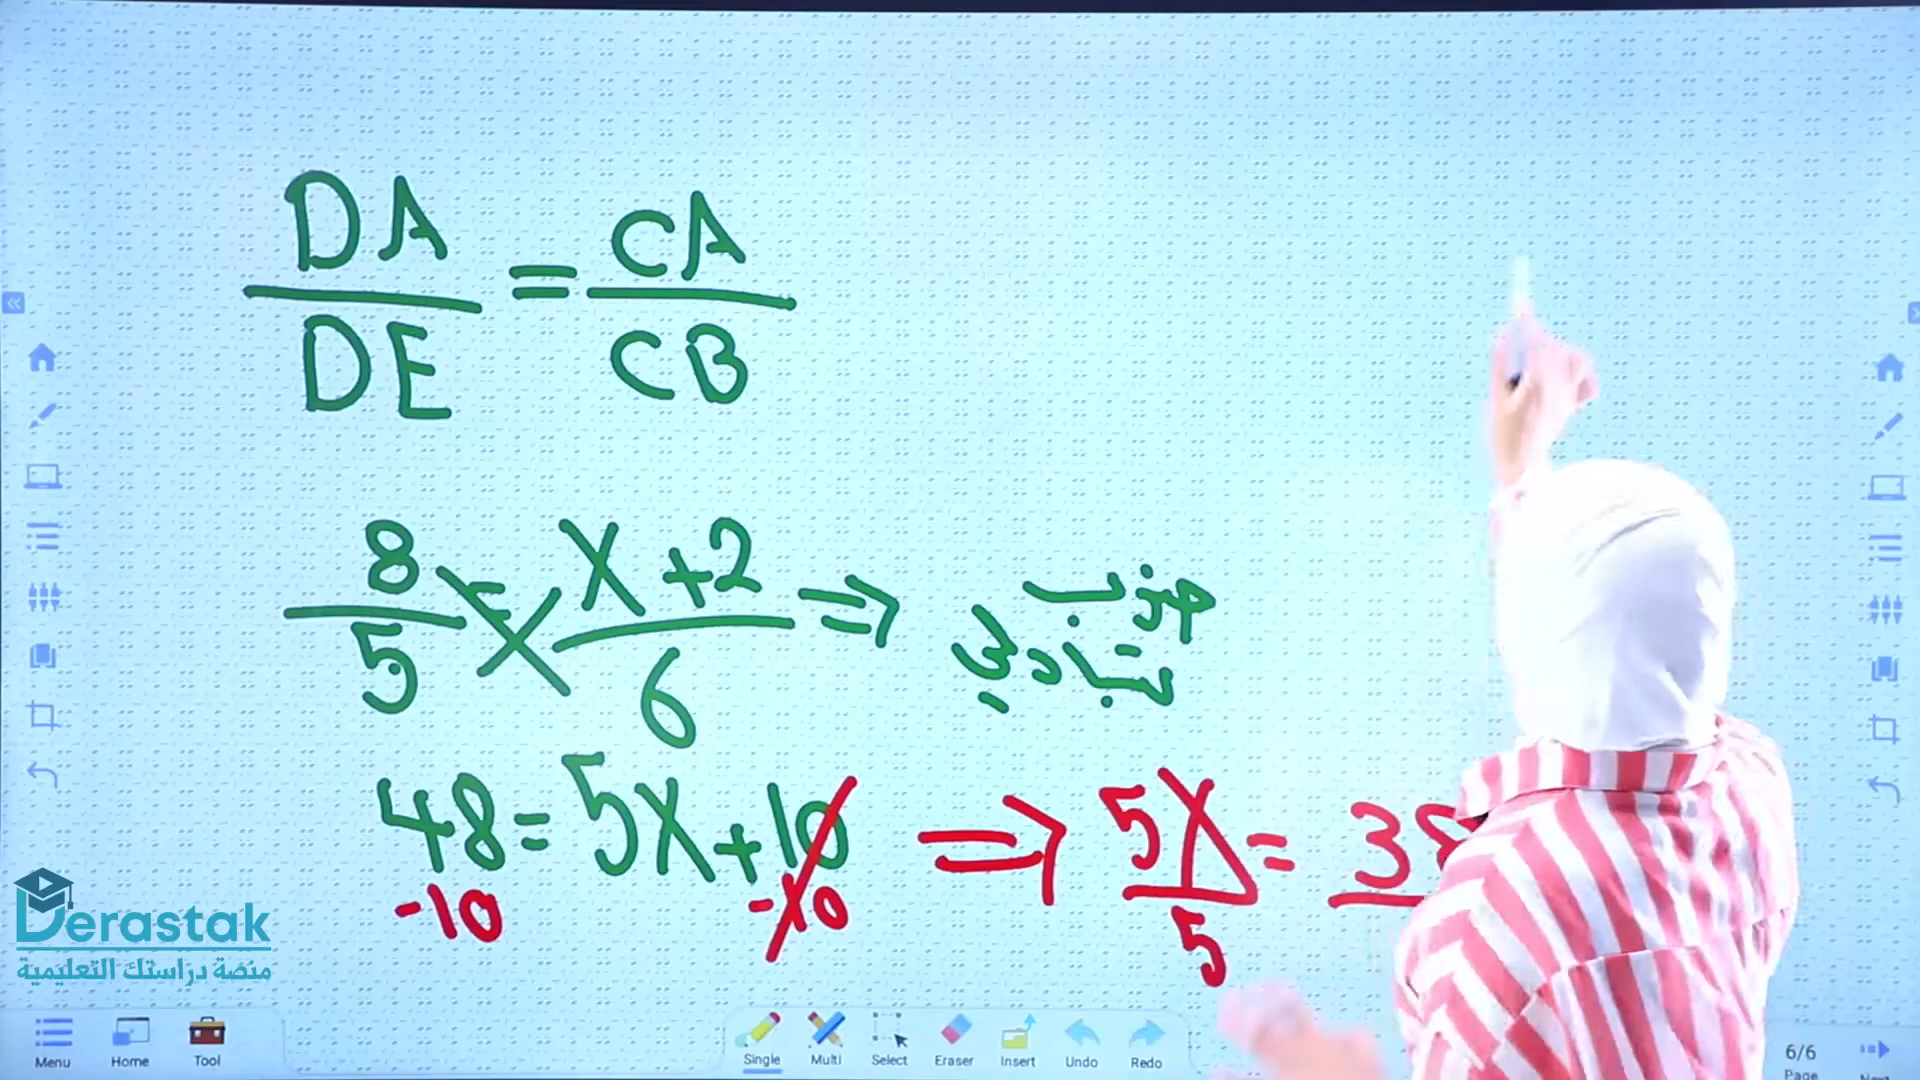 DA = CA
DE CB
8 x+2 ⇒ ضرب
5 6 تبادلي
48 = 5x+10 ⇒ 5x = 38
-10 -10 5
Derastak
منصة دراستك التعليمية
Menu Home Tool Single Multi Select Eraser Insert Undo Redo 6/6 Page Next